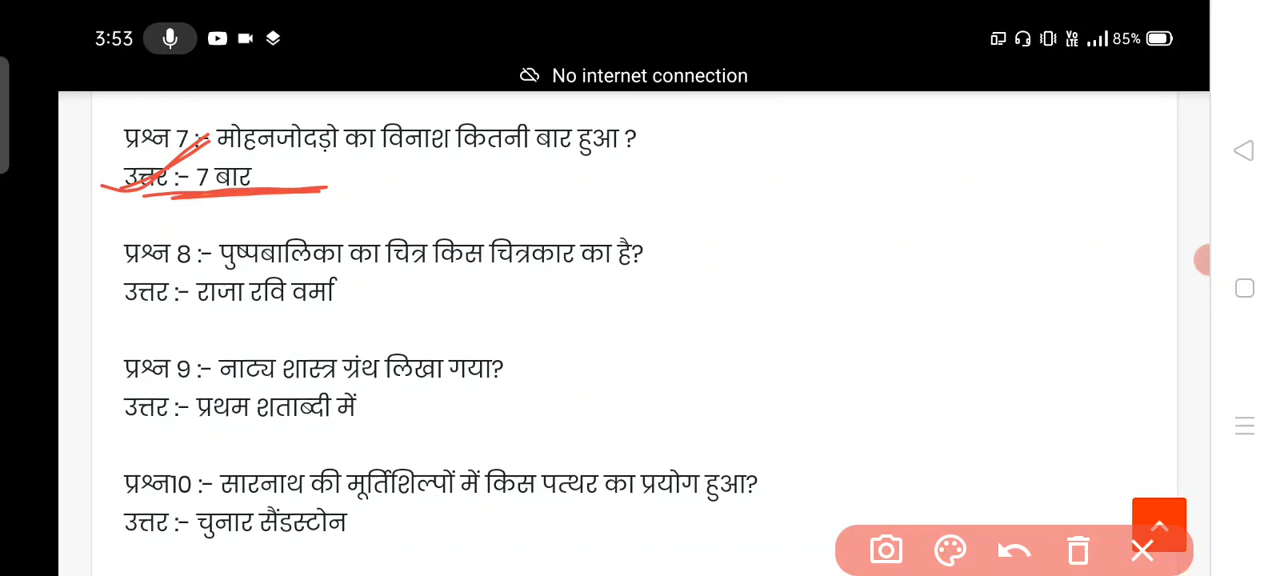 3:53
Vo LTE 85%
No internet connection
प्रश्न 7 :- मोहनजोदड़ो का विनाश कितनी बार हुआ ?
उत्तर :- 7 बार
प्रश्न 8 :- पुष्पबालिका का चित्र किस चित्रकार का है?
उत्तर :- राजा रवि वर्मा
प्रश्न 9 :- नाट्य शास्त्र ग्रंथ लिखा गया?
उत्तर :- प्रथम शताब्दी में
प्रश्न10 :- सारनाथ की मूर्तिशिल्पों में किस पत्थर का प्रयोग हुआ?
उत्तर :- चुनार सैंडस्टोन